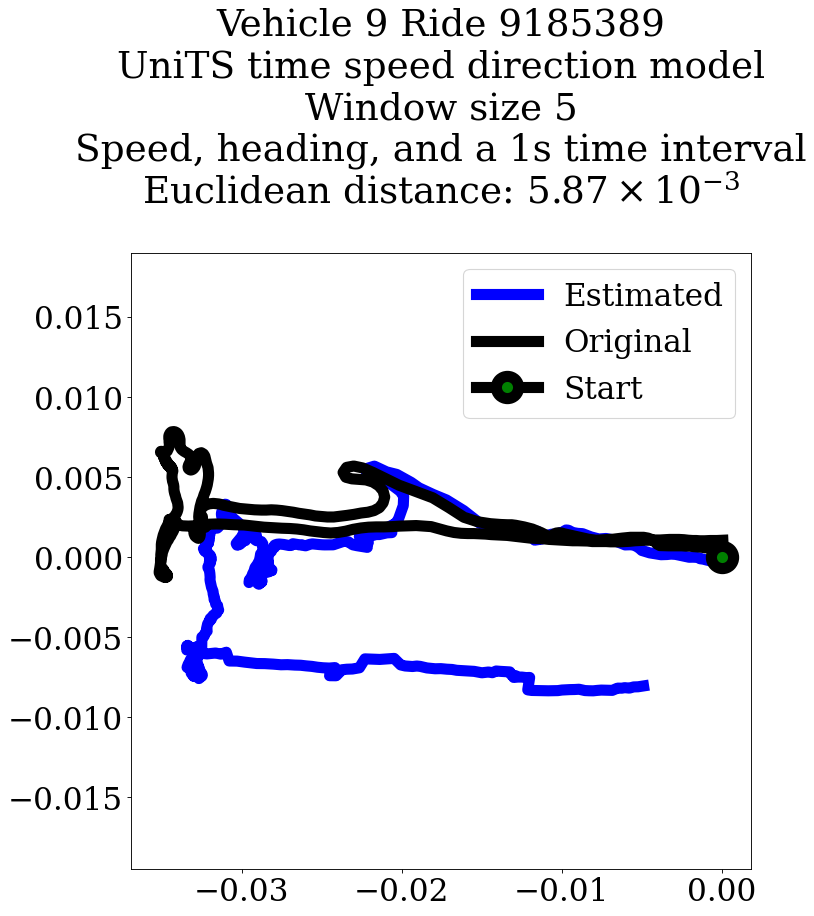 Vehicle 9 Ride 9185389
UniTS time speed direction model
Window size 5
Speed, heading, and a 1s time interval
Euclidean distance: 5.87 × 10⁻³
Estimated
Original
Start
0.015
0.010
0.005
0.000
−0.005
−0.010
−0.015
−0.03 −0.02 −0.01 0.00